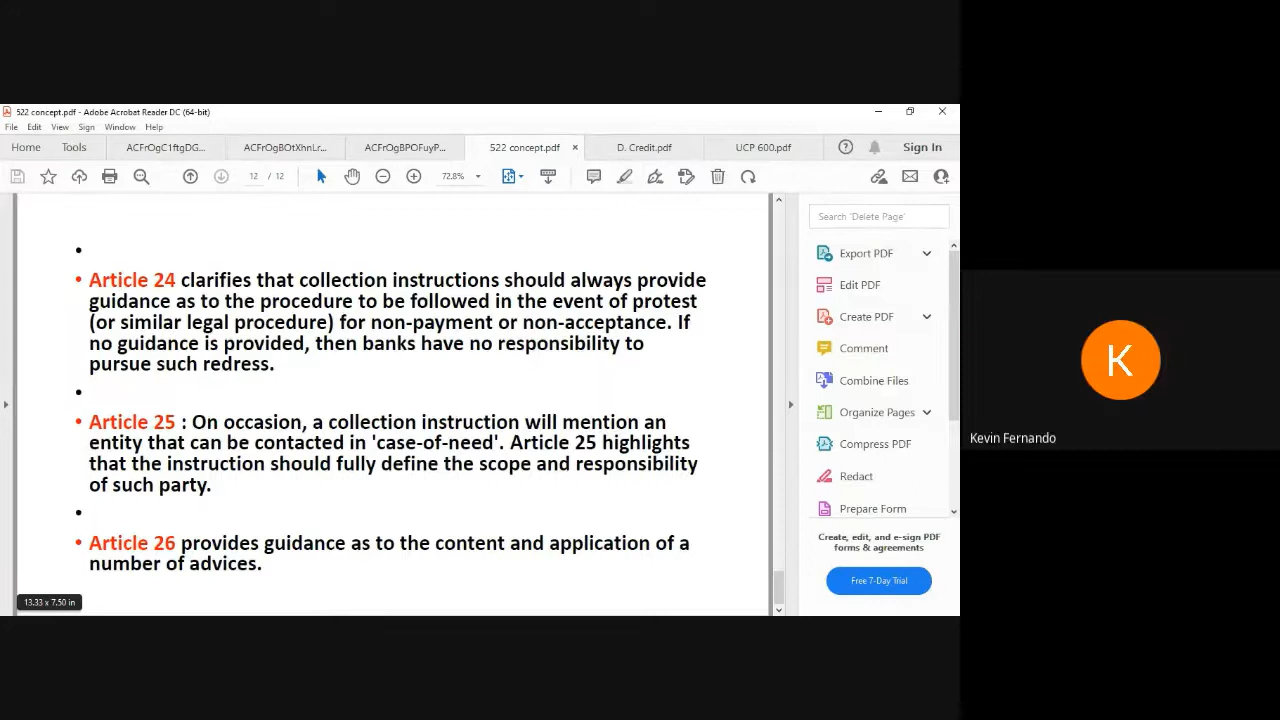 522 concept.pdf - Adobe Acrobat Reader DC (64-bit)
File Edit View Sign Window Help
Home Tools ACFrOgC1ftgDG... ACFrOgBOtXhnLr... ACFrOgBPOFuyP... 522 concept.pdf × D. Credit.pdf UCP 600.pdf Sign In
12 / 12 72.8%
Search 'Delete Page'
• Article 24 clarifies that collection instructions should always provide
guidance as to the procedure to be followed in the event of protest
(or similar legal procedure) for non-payment or non-acceptance. If
no guidance is provided, then banks have no responsibility to
pursue such redress.
• Article 25 : On occasion, a collection instruction will mention an
entity that can be contacted in 'case-of-need'. Article 25 highlights
that the instruction should fully define the scope and responsibility
of such party.
• Article 26 provides guidance as to the content and application of a
number of advices.
13.33 x 7.50 in
Export PDF
Edit PDF
Create PDF
Comment
Combine Files
Organize Pages
Compress PDF
Redact
Prepare Form
Create, edit, and e-sign PDF
forms & agreements
Free 7-Day Trial
K
Kevin Fernando